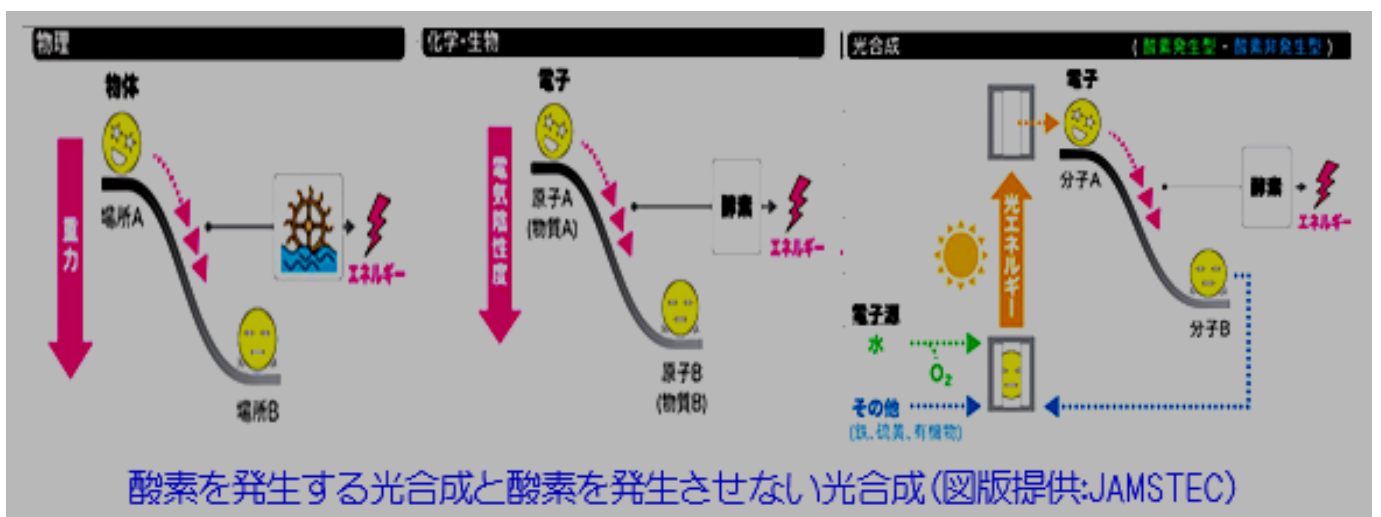 物理
物体
重力
場所A
エネルギー
場所B
化学・生物
電子
電気陰性度
原子A
(物質A)
酵素
エネルギー
原子B
(物質B)
光合成
(酸素発生型・酸素非発生型)
電子
分子A
光エネルギー
酵素
エネルギー
分子B
電子源
水
O₂
その他
(鉄、硫黄、有機物)
酸素を発生する光合成と酸素を発生させない光合成(図版提供:JAMSTEC)